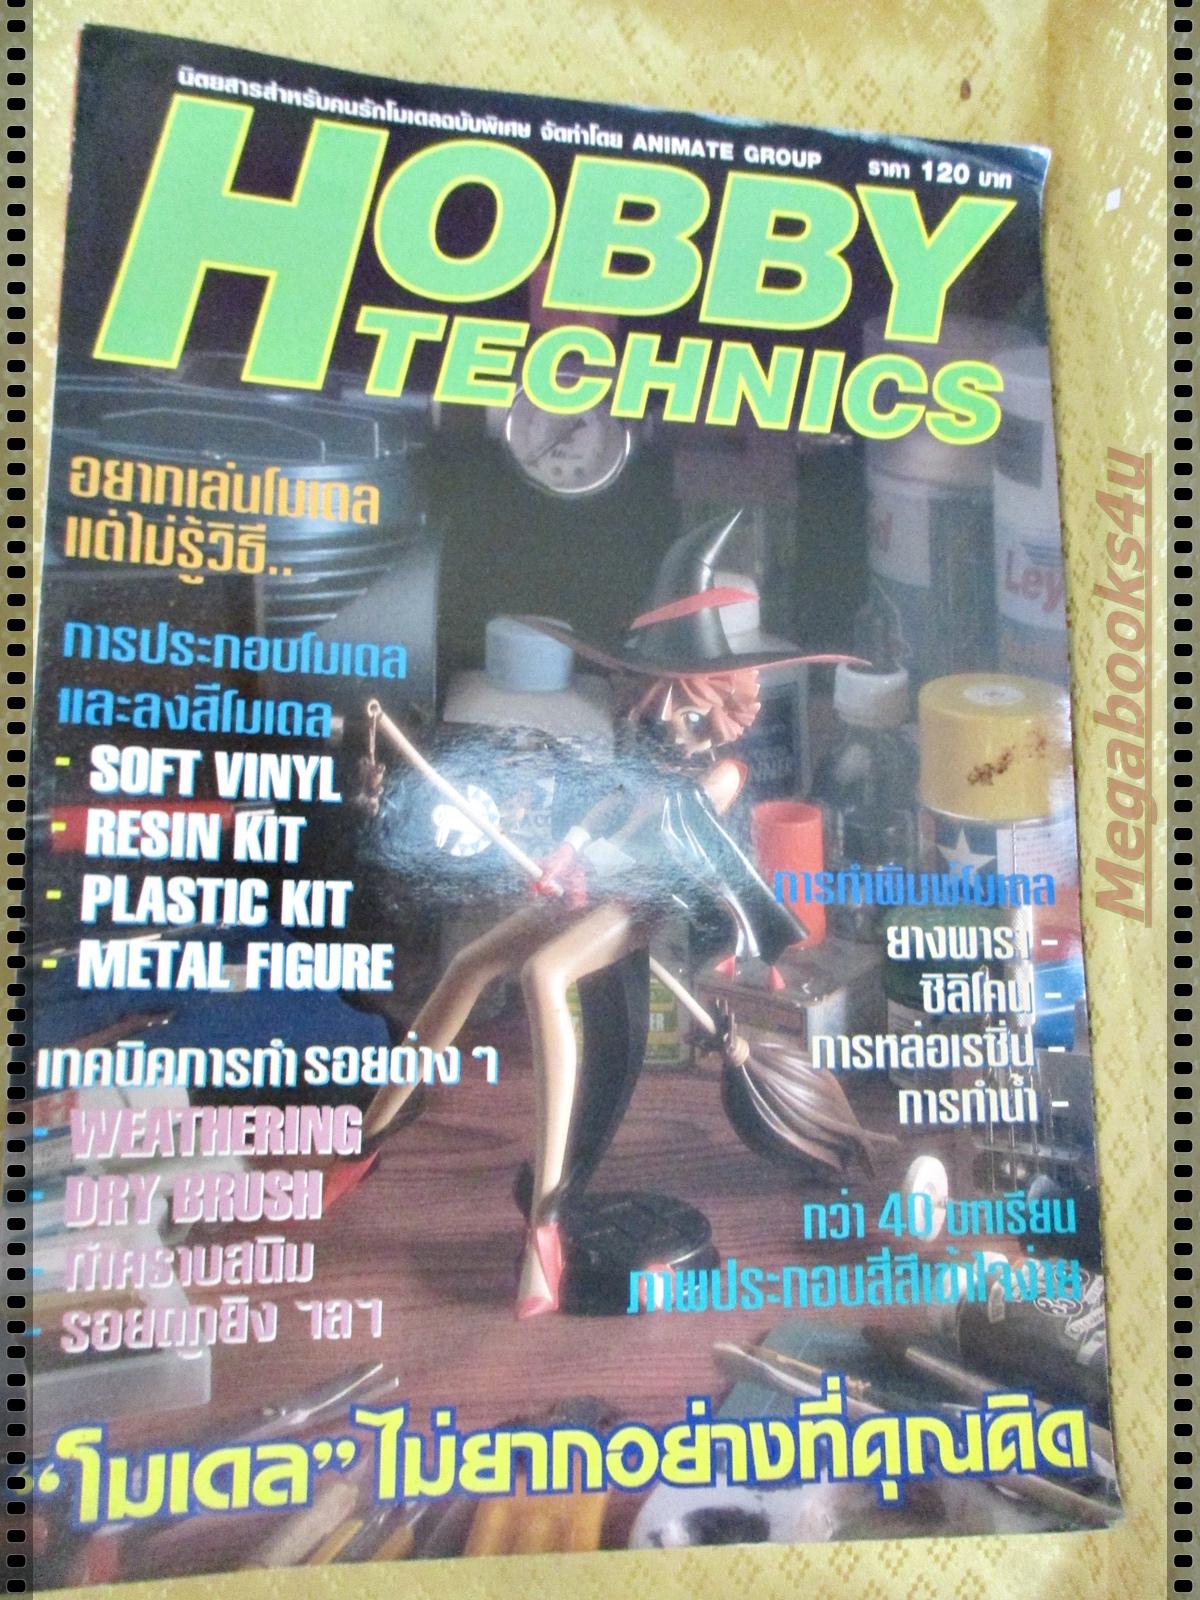 นิตยสารสำหรับคนรักโมเดลฉบับพิเศษ จัดทำโดย ANIMATE GROUP ราคา 120 บาท
HOBBY
TECHNICS
อยากเล่นโมเดล
แต่ไม่รู้วิธี..
การประกอบโมเดล
และลงสีโมเดล
- SOFT VINYL
- RESIN KIT
- PLASTIC KIT
- METAL FIGURE
เทคนิคการทำรอยต่าง ๆ
- WEATHERING
- DRY BRUSH
- ทำคราบสนิม
- รอยถูกยิง ฯลฯ
การทำพิมพ์โมเดล
ยางพารา -
ซิลิโคน -
การหล่อเรซิ่น -
การทำน้ำ -
กว่า 40 บทเรียน
ภาพประกอบสี่สีเข้าใจง่าย
"โมเดล" ไม่ยากอย่างที่คุณคิด
Megabooks4u